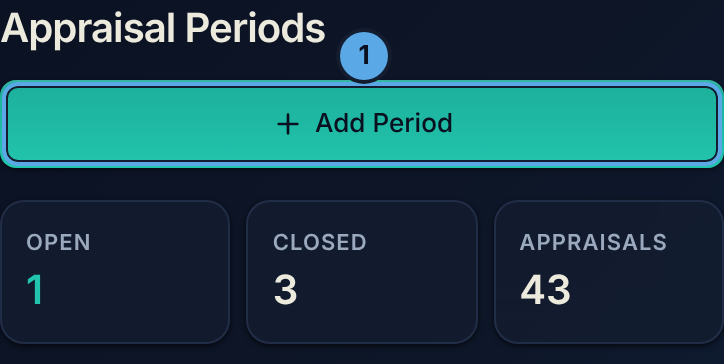 Appraisal Periods
1
+ Add Period
OPEN
1
CLOSED
3
APPRAISALS
43